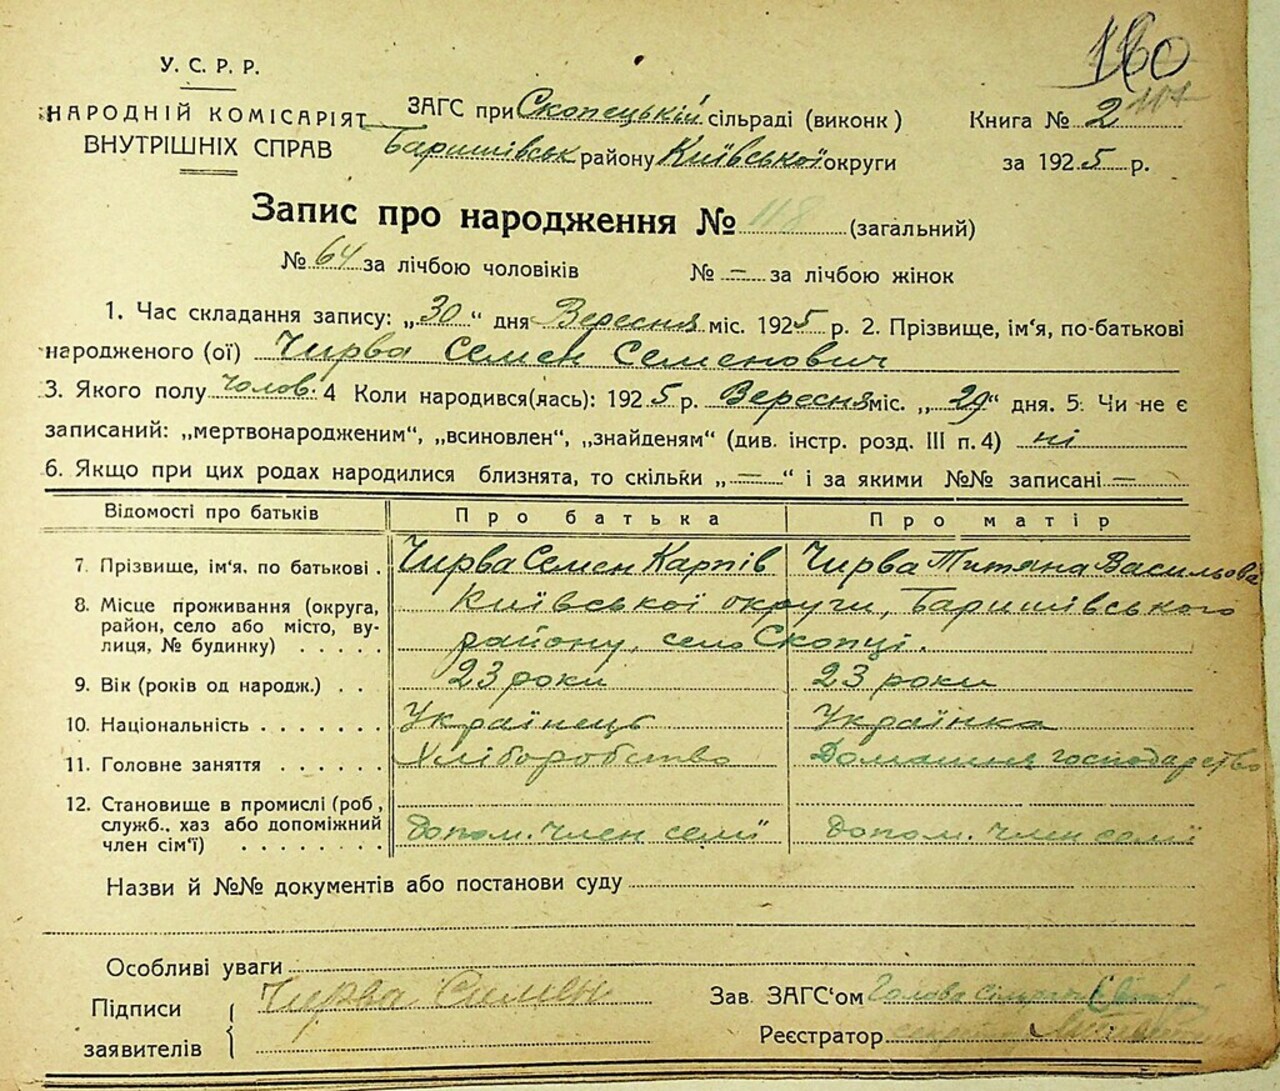 160
У. С. Р. Р.
НАРОДНІЙ КОМІСАРІЯТ
ВНУТРІШНІХ СПРАВ
ЗАГС при Скопецькій сільраді (виконк)
Баришівськ району Київської округи
Книга № 2
за 1925 р.
Запис про народження № 118 (загальний)
№ 64 за лічбою чоловіків № — за лічбою жінок
1. Час складання запису: „30" дня Вересня міс. 1925 р. 2. Прізвище, ім'я, по-батькові
народженого (ої) Чирва Семен Семенович
3. Якого полу Чолов. 4 Коли народився(лась): 1925 р. Вересня міс. „29" дня. 5. Чи не є
записаний: „мертвонародженим", „всиновлен", „знайденям" (див. інстр. розд. III п. 4) ні
6. Якщо при цих родах народилися близнята, то скільки „—" і за якими №№ записані —
Відомості про батьків Про батька Про матір
7. Прізвище, ім'я, по батькові . Чирва Семен Карпів Чирва Титяна Васильова
8. Місце проживання (округа, Київської округи, Баришівського
район, село або місто, ву-
лиця, № будинку) . . . . . району, село Скопці.
9. Вік (років од народж.) . . 23 роки 23 роки
10. Національність . . . . . . . Українець Українка
11. Головне заняття . . . . . . Хліборобство Домашнє господарство
12. Становище в промислі (роб,
служб., хаз або допоміжний Допом. член семї Допом. член семї
член сім'ї) . . . . . . . .
Назви й №№ документів або постанови суду
Особливі уваги
Підписи
заявителів
Чирва Симен
Зав. ЗАГС'ом Голова
Реєстратор